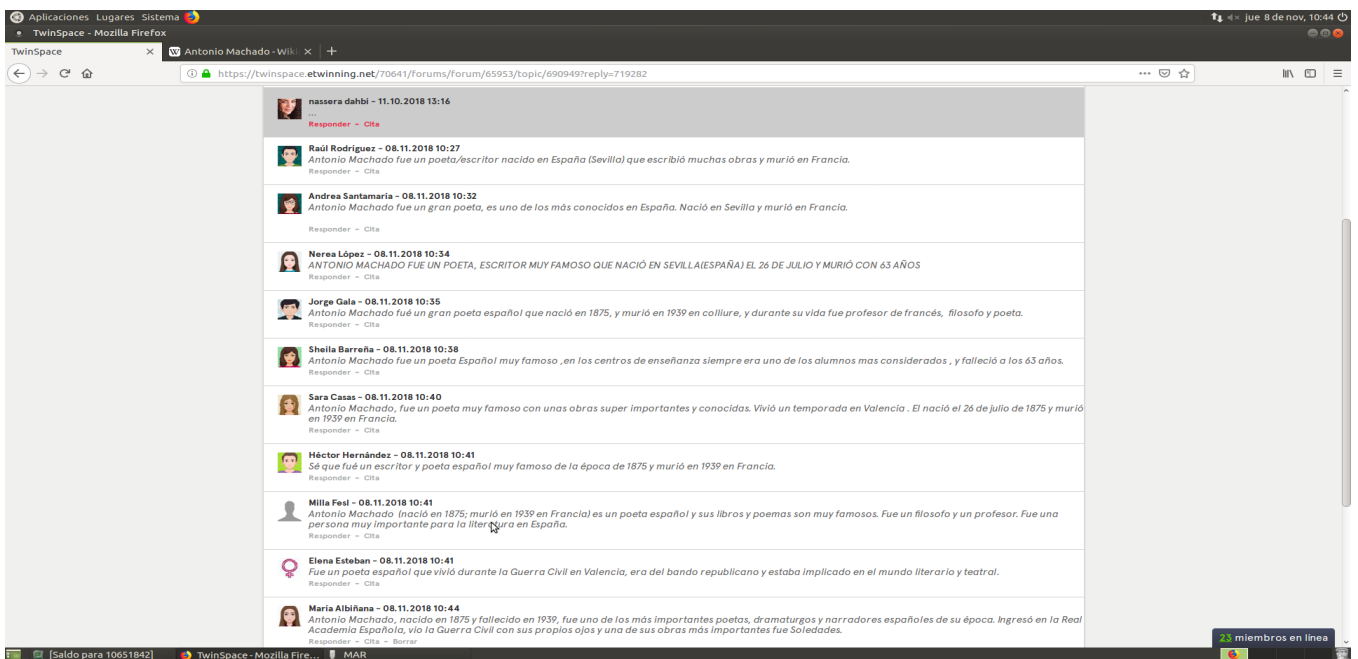 Aplicaciones Lugares Sistema
jue 8 de nov, 10:44
TwinSpace - Mozilla Firefox
TwinSpace
Antonio Machado - Wiki
https://twinspace.etwinning.net/70641/forums/forum/65953/topic/690949?reply=719282
nassera dahbi - 11.10.2018 13:16
...
Responder - Cita
Raúl Rodríguez - 08.11.2018 10:27
Antonio Machado fue un poeta/escritor nacido en España (Sevilla) que escribió muchas obras y murió en Francia.
Responder - Cita
Andrea Santamaría - 08.11.2018 10:32
Antonio Machado fue un gran poeta, es uno de los más conocidos en España. Nació en Sevilla y murió en Francia.
Responder - Cita
Nerea López - 08.11.2018 10:34
ANTONIO MACHADO FUE UN POETA, ESCRITOR MUY FAMOSO QUE NACIÓ EN SEVILLA(ESPAÑA) EL 26 DE JULIO Y MURIÓ CON 63 AÑOS
Responder - Cita
Jorge Gala - 08.11.2018 10:35
Antonio Machado fué un gran poeta español que nació en 1875, y murió en 1939 en colliure, y durante su vida fue profesor de francés, filosofo y poeta.
Responder - Cita
Sheila Barreña - 08.11.2018 10:38
Antonio Machado fue un poeta Español muy famoso ,en los centros de enseñanza siempre era uno de los alumnos mas considerados , y falleció a los 63 años.
Responder - Cita
Sara Casas - 08.11.2018 10:40
Antonio Machado, fue un poeta muy famoso con unas obras super importantes y conocidas. Vivió un temporada en Valencia . El nació el 26 de julio de 1875 y murió
en 1939 en Francia.
Responder - Cita
Héctor Hernández - 08.11.2018 10:41
Sé que fué un escritor y poeta español muy famoso de la época de 1875 y murió en 1939 en Francia.
Responder - Cita
Milla Fesl - 08.11.2018 10:41
Antonio Machado (nació en 1875; murió en 1939 en Francia) es un poeta español y sus libros y poemas son muy famosos. Fue un filosofo y un profesor. Fue una
persona muy importante para la literatura en España.
Responder - Cita
Elena Esteban - 08.11.2018 10:41
Fue un poeta español que vivió durante la Guerra Civil en Valencia, era del bando republicano y estaba implicado en el mundo literario y teatral.
Responder - Cita
María Albiñana - 08.11.2018 10:44
Antonio Machado, nacido en 1875 y fallecido en 1939, fue uno de los más importantes poetas, dramaturgos y narradores españoles de su época. Ingresó en la Real
Academia Española, vio la Guerra Civil con sus propios ojos y una de sus obras más importantes fue Soledades.
Responder - Cita - Borrar
23 miembros en línea
[Saldo para 10651842]
TwinSpace - Mozilla Fire...
MAR